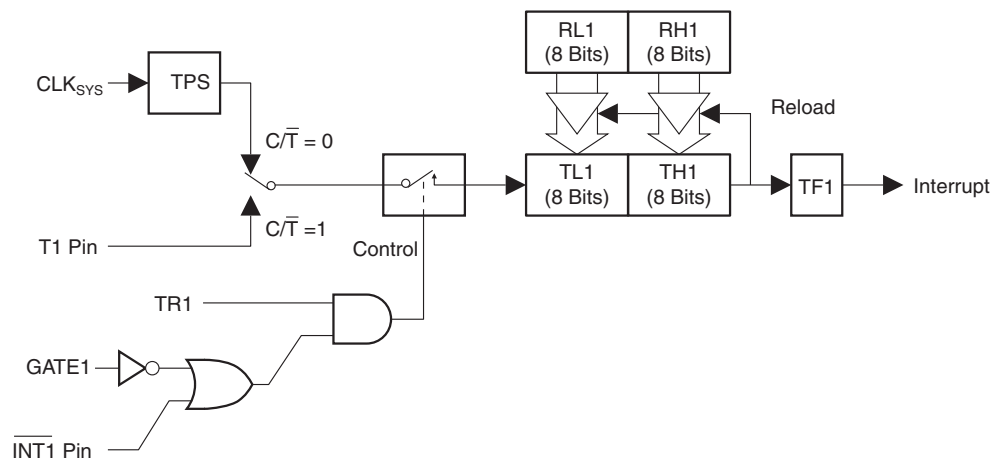 RL1
(8 Bits)
RH1
(8 Bits)
CLKSYS
TPS
Reload
C/T̅ = 0
TL1
(8 Bits)
TH1
(8 Bits)
TF1
Interrupt
C/T̅ = 1
T1 Pin
Control
TR1
GATE1
I̅N̅T̅1̅ Pin